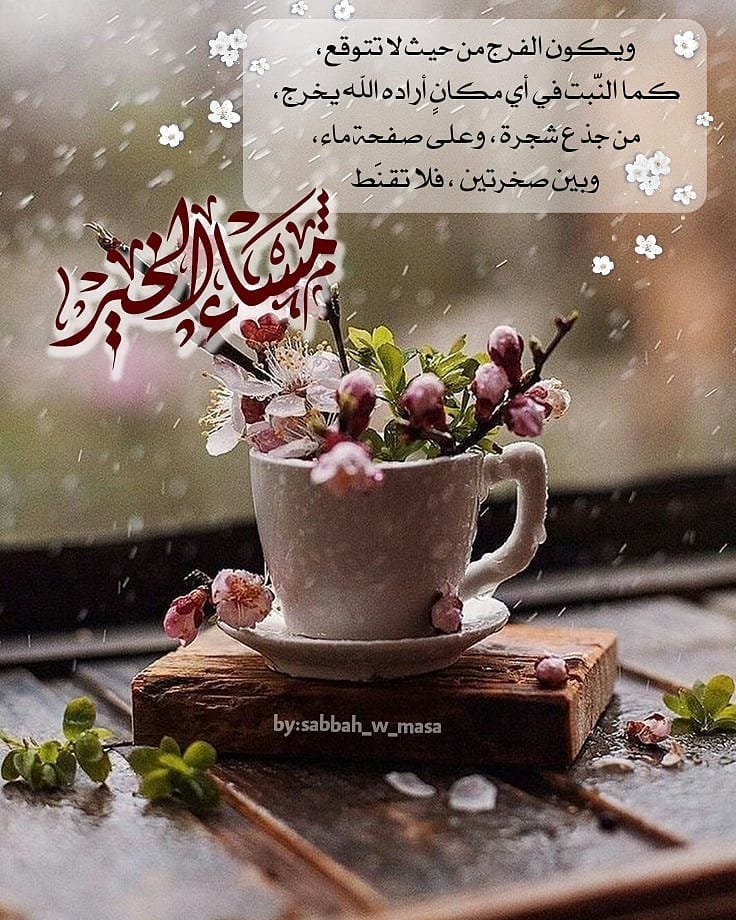 ويكون الفرج من حيث لا تتوقع،
كما النّبت في أي مكانٍ أراده الله يخرج،
من جذع شجرة، وعلى صفحة ماء،
وبين صخرتين، فلا تقنَط
مساء الخير
by:sabbah_w_masa